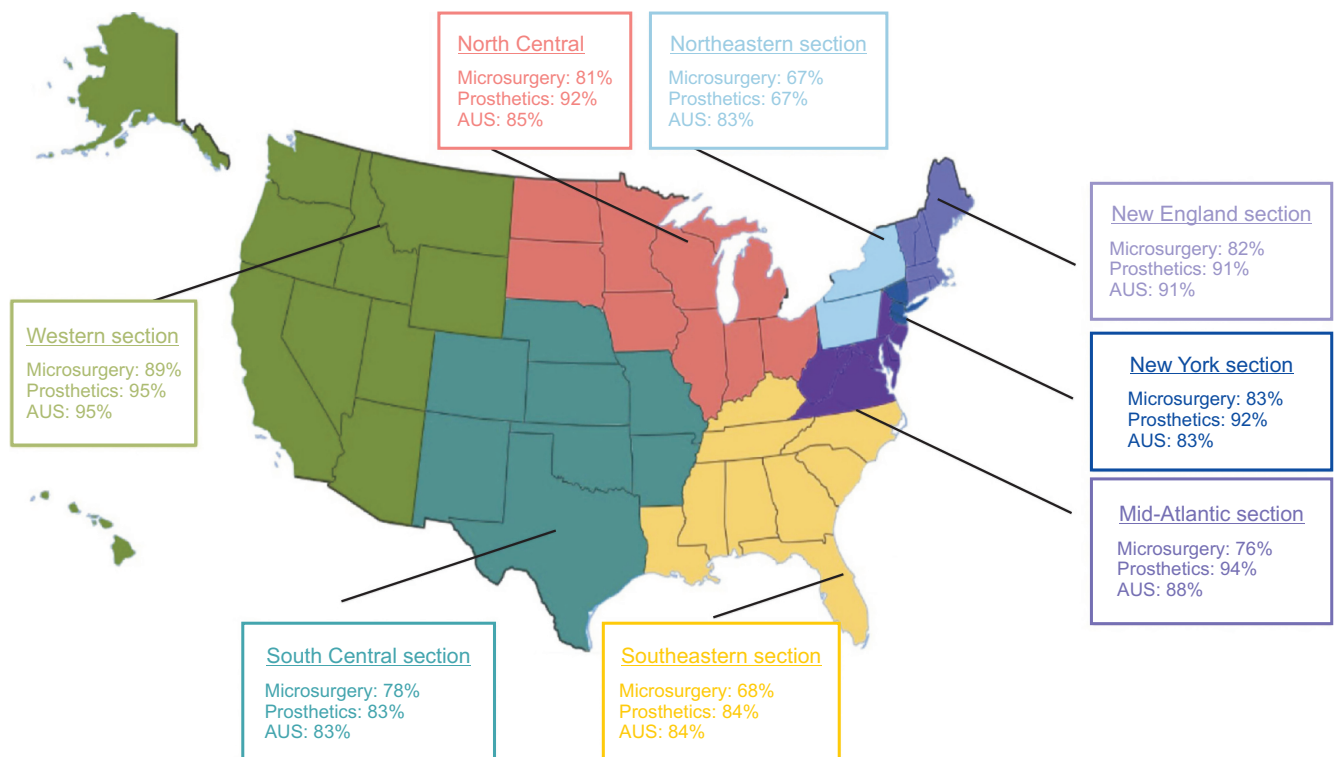 North Central
Microsurgery: 81%
Prosthetics: 92%
AUS: 85%
Northeastern section
Microsurgery: 67%
Prosthetics: 67%
AUS: 83%
New England section
Microsurgery: 82%
Prosthetics: 91%
AUS: 91%
Western section
Microsurgery: 89%
Prosthetics: 95%
AUS: 95%
New York section
Microsurgery: 83%
Prosthetics: 92%
AUS: 83%
Mid-Atlantic section
Microsurgery: 76%
Prosthetics: 94%
AUS: 88%
South Central section
Microsurgery: 78%
Prosthetics: 83%
AUS: 83%
Southeastern section
Microsurgery: 68%
Prosthetics: 84%
AUS: 84%